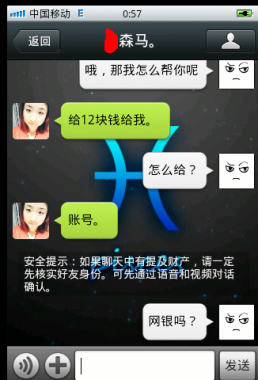 中国移动 E 0:57
返回 森马。
哦，那我怎么帮你呢
给12块钱给我。
怎么给？
账号。
安全提示：如果聊天中有提及财产，请一定
先核实好友身份。可先通过语音和视频对话
确认。
网银吗？
发送